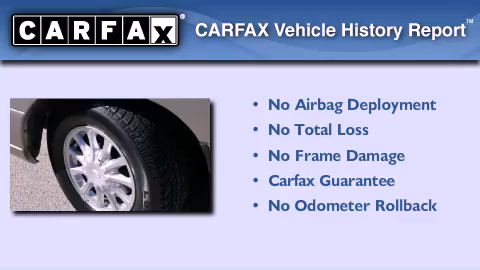 CARFAX® CARFAX Vehicle History Report™
• No Airbag Deployment
• No Total Loss
• No Frame Damage
• Carfax Guarantee
• No Odometer Rollback